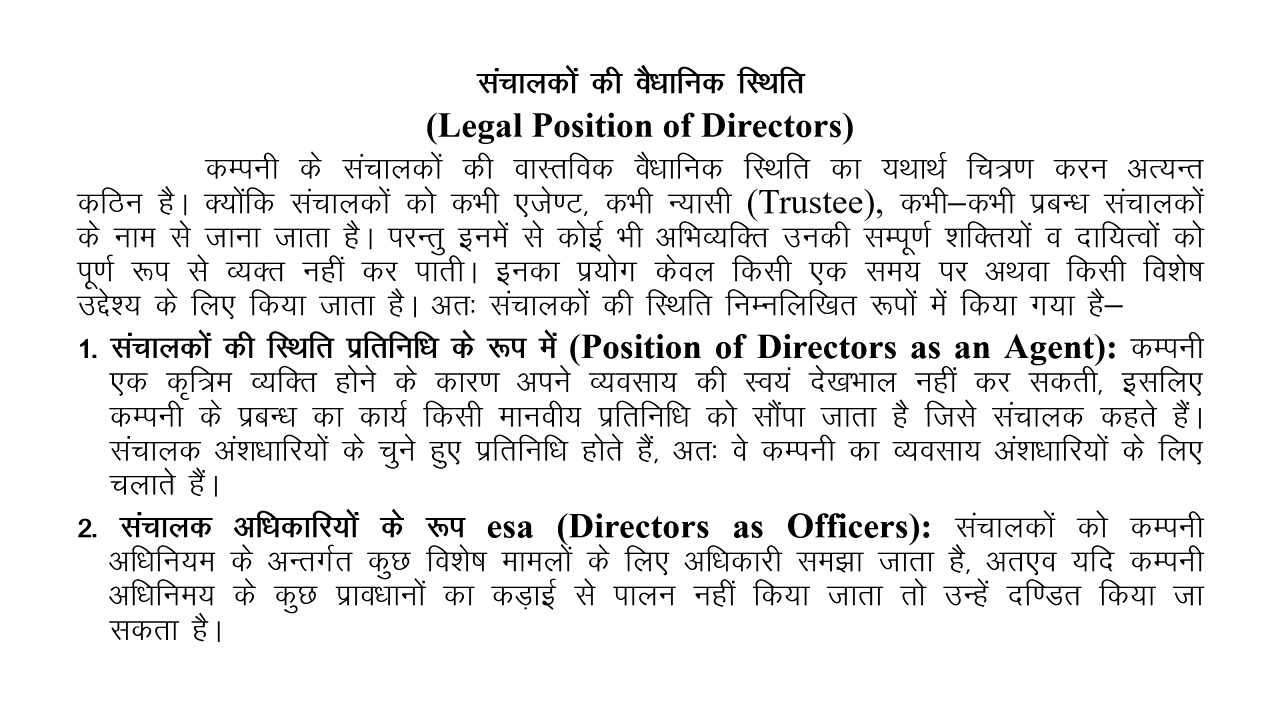 संचालकों की वैधानिक स्थिति
(Legal Position of Directors)
कम्पनी के संचालकों की वास्तविक वैधानिक स्थिति का यथार्थ चित्रण करन अत्यन्त
कठिन है। क्योंकि संचालकों को कभी एजेण्ट, कभी न्यासी (Trustee), कभी–कभी प्रबन्ध संचालकों
के नाम से जाना जाता है। परन्तु इनमें से कोई भी अभिव्यक्ति उनकी सम्पूर्ण शक्तियों व दायित्वों को
पूर्ण रूप से व्यक्त नहीं कर पाती। इनका प्रयोग केवल किसी एक समय पर अथवा किसी विशेष
उद्देश्य के लिए किया जाता है। अतः संचालकों की स्थिति निम्नलिखित रूपों में किया गया है–
1. संचालकों की स्थिति प्रतिनिधि के रूप में (Position of Directors as an Agent): कम्पनी
एक कृत्रिम व्यक्ति होने के कारण अपने व्यवसाय की स्वयं देखभाल नहीं कर सकती, इसलिए
कम्पनी के प्रबन्ध का कार्य किसी मानवीय प्रतिनिधि को सौंपा जाता है जिसे संचालक कहते हैं।
संचालक अंशधारियों के चुने हुए प्रतिनिधि होते हैं, अतः वे कम्पनी का व्यवसाय अंशधारियों के लिए
चलाते हैं।
2. संचालक अधिकारियों के रूप esa (Directors as Officers): संचालकों को कम्पनी
अधिनियम के अन्तर्गत कुछ विशेष मामलों के लिए अधिकारी समझा जाता है, अतएव यदि कम्पनी
अधिनिमय के कुछ प्रावधानों का कड़ाई से पालन नहीं किया जाता तो उन्हें दण्डित किया जा
सकता है।